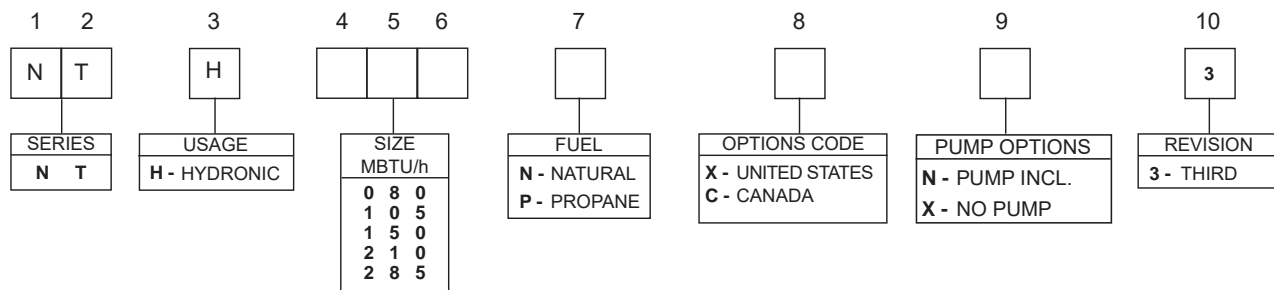 1 2 3 4 5 6 7 8 9 10
N T H 3
SERIES
N T
USAGE
H - HYDRONIC
SIZE
MBTU/h
0 8 0
1 0 5
1 5 0
2 1 0
2 8 5
FUEL
N - NATURAL
P - PROPANE
OPTIONS CODE
X - UNITED STATES
C - CANADA
PUMP OPTIONS
N - PUMP INCL.
X - NO PUMP
REVISION
3 - THIRD